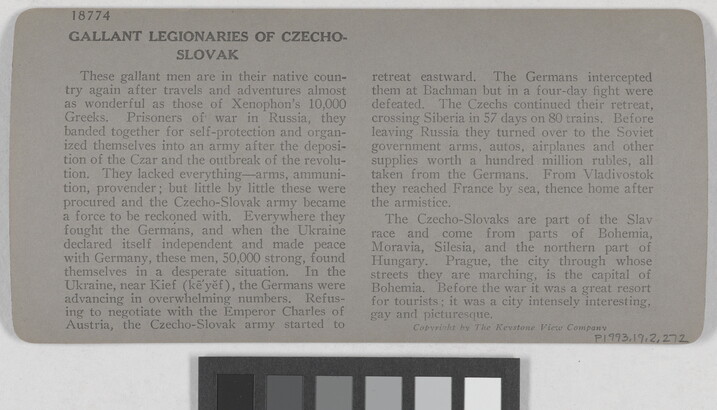 18774
GALLANT LEGIONARIES OF CZECHO-
SLOVAK
These gallant men are in their native coun-
try again after travels and adventures almost
as wonderful as those of Xenophon's 10,000
Greeks. Prisoners of war in Russia, they
banded together for self-protection and organ-
ized themselves into an army after the deposi-
tion of the Czar and the outbreak of the revolu-
tion. They lacked everything—arms, ammuni-
tion, provender; but little by little these were
procured and the Czecho-Slovak army became
a force to be reckoned with. Everywhere they
fought the Germans, and when the Ukraine
declared itself independent and made peace
with Germany, these men, 50,000 strong, found
themselves in a desperate situation. In the
Ukraine, near Kief (kē'yĕf), the Germans were
advancing in overwhelming numbers. Refus-
ing to negotiate with the Emperor Charles of
Austria, the Czecho-Slovak army started to
retreat eastward. The Germans intercepted
them at Bachman but in a four-day fight were
defeated. The Czechs continued their retreat,
crossing Siberia in 57 days on 80 trains. Before
leaving Russia they turned over to the Soviet
government arms, autos, airplanes and other
supplies worth a hundred million rubles, all
taken from the Germans. From Vladivostok
they reached France by sea, thence home after
the armistice.
The Czecho-Slovaks are part of the Slav
race and come from parts of Bohemia,
Moravia, Silesia, and the northern part of
Hungary. Prague, the city through whose
streets they are marching, is the capital of
Bohemia. Before the war it was a great resort
for tourists; it was a city intensely interesting,
gay and picturesque.
Copyright by The Keystone View Company
P1993.19.2,272